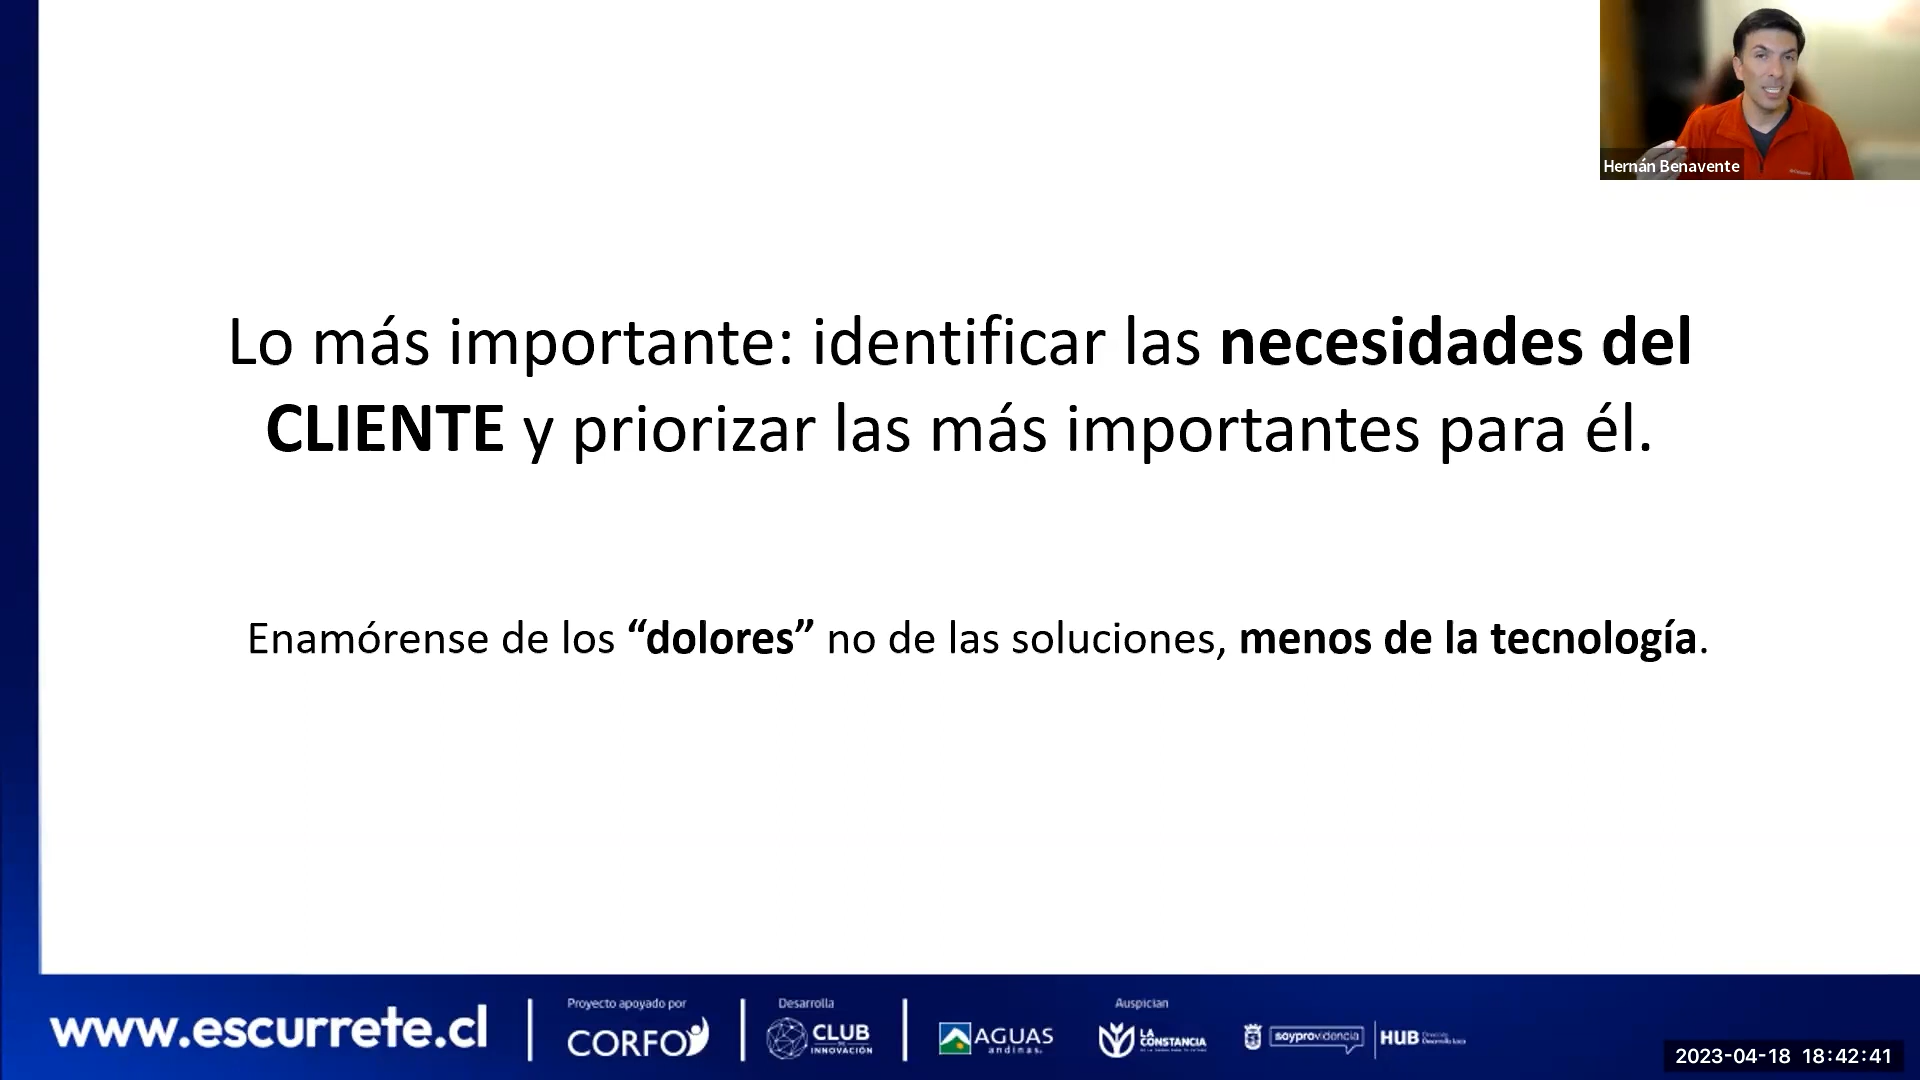 Hernán Benavente
Lo más importante: identificar las necesidades del
CLIENTE y priorizar las más importantes para él.
Enamórense de los “dolores” no de las soluciones, menos de la tecnología.
www.escurrete.cl
Proyecto apoyado por
CORFO
Desarrolla
CLUB
DE
INNOVACIÓN
AGUAS
andinas.
Auspician
LA
CONSTANCIA
soyprovidencia
HUB
2023-04-18 18:42:41